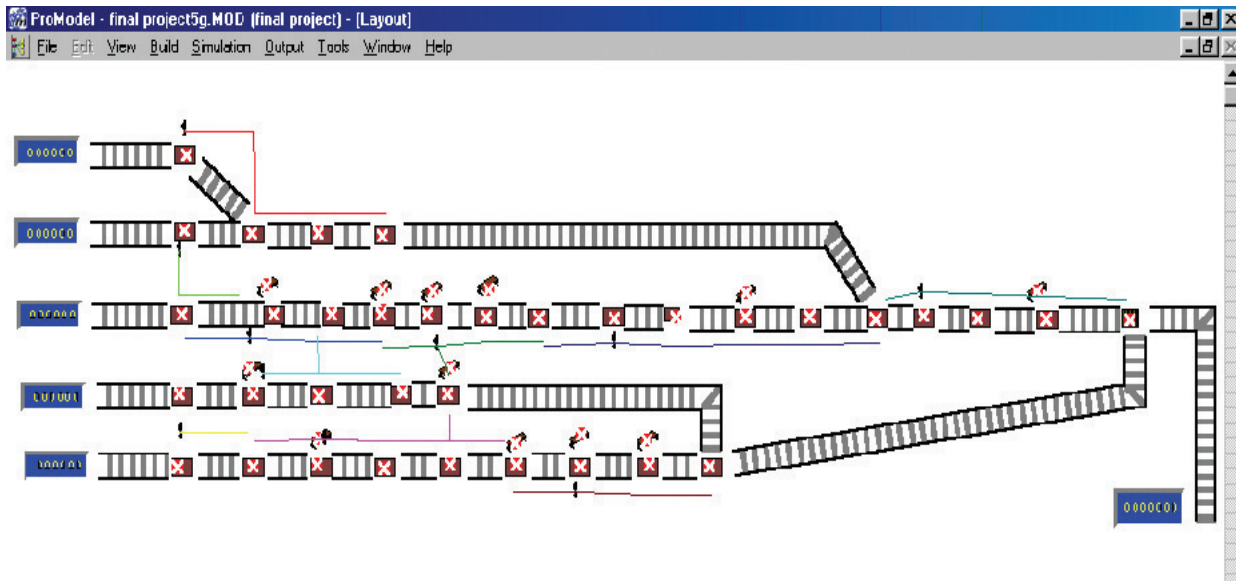 ProModel - final project5g.MOD (final project) - [Layout]
File Edit View Build Simulation Output Tools Window Help
000000
000000
000000